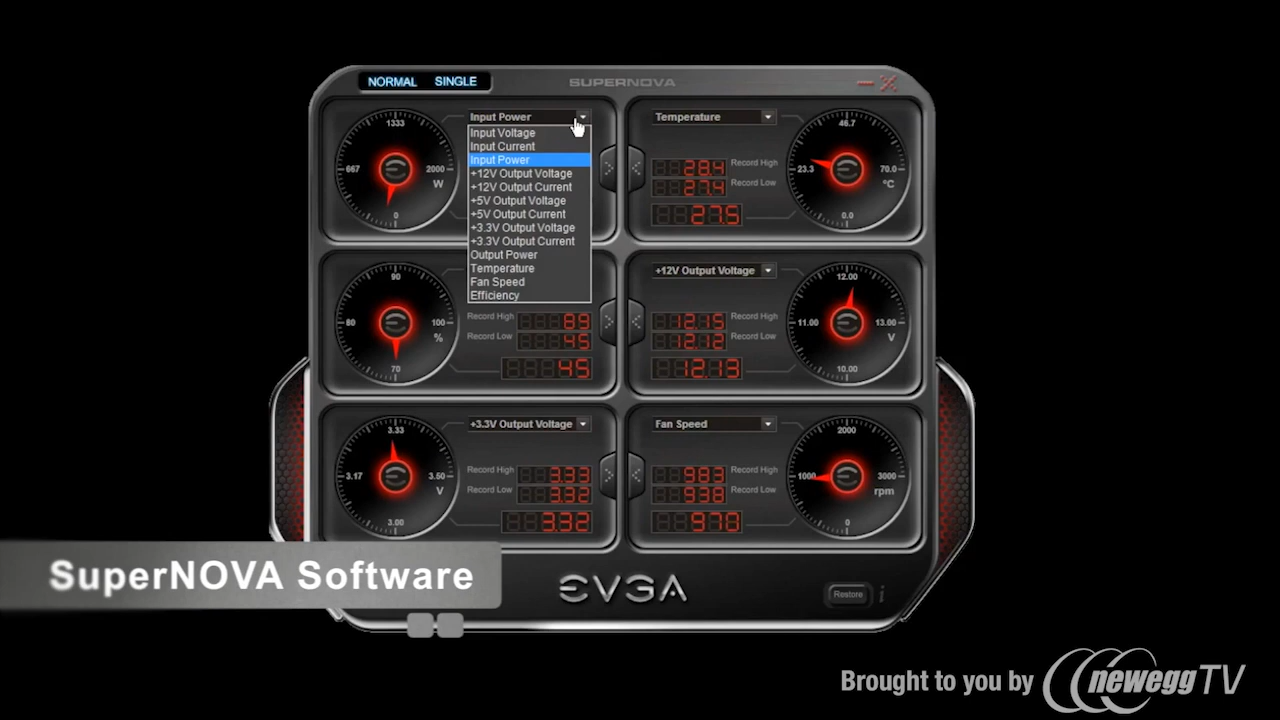 NORMAL SINGLE
SUPERNOVA
1333
667
2000
W
0
Input Power
Input Voltage
Input Current
Input Power
+12V Output Voltage
+12V Output Current
+5V Output Voltage
+5V Output Current
+3.3V Output Voltage
+3.3V Output Current
Output Power
Temperature
Fan Speed
Efficiency
Temperature
28.4 Record High
27.4 Record Low
27.5
46.7
23.3
70.0
°C
0.0
90
80
100
%
70
Record High 89
Record Low 45
45
+12V Output Voltage
12.15 Record High
12.12 Record Low
12.13
12.00
11.00
13.00
V
10.00
3.33
3.17
3.50
V
3.00
+3.3V Output Voltage
Record High 3.33
Record Low 3.32
3.32
Fan Speed
983 Record High
938 Record Low
970
2000
1000
3000
rpm
0
SuperNOVA Software
EVGA
Restore
i
Brought to you by newegg TV